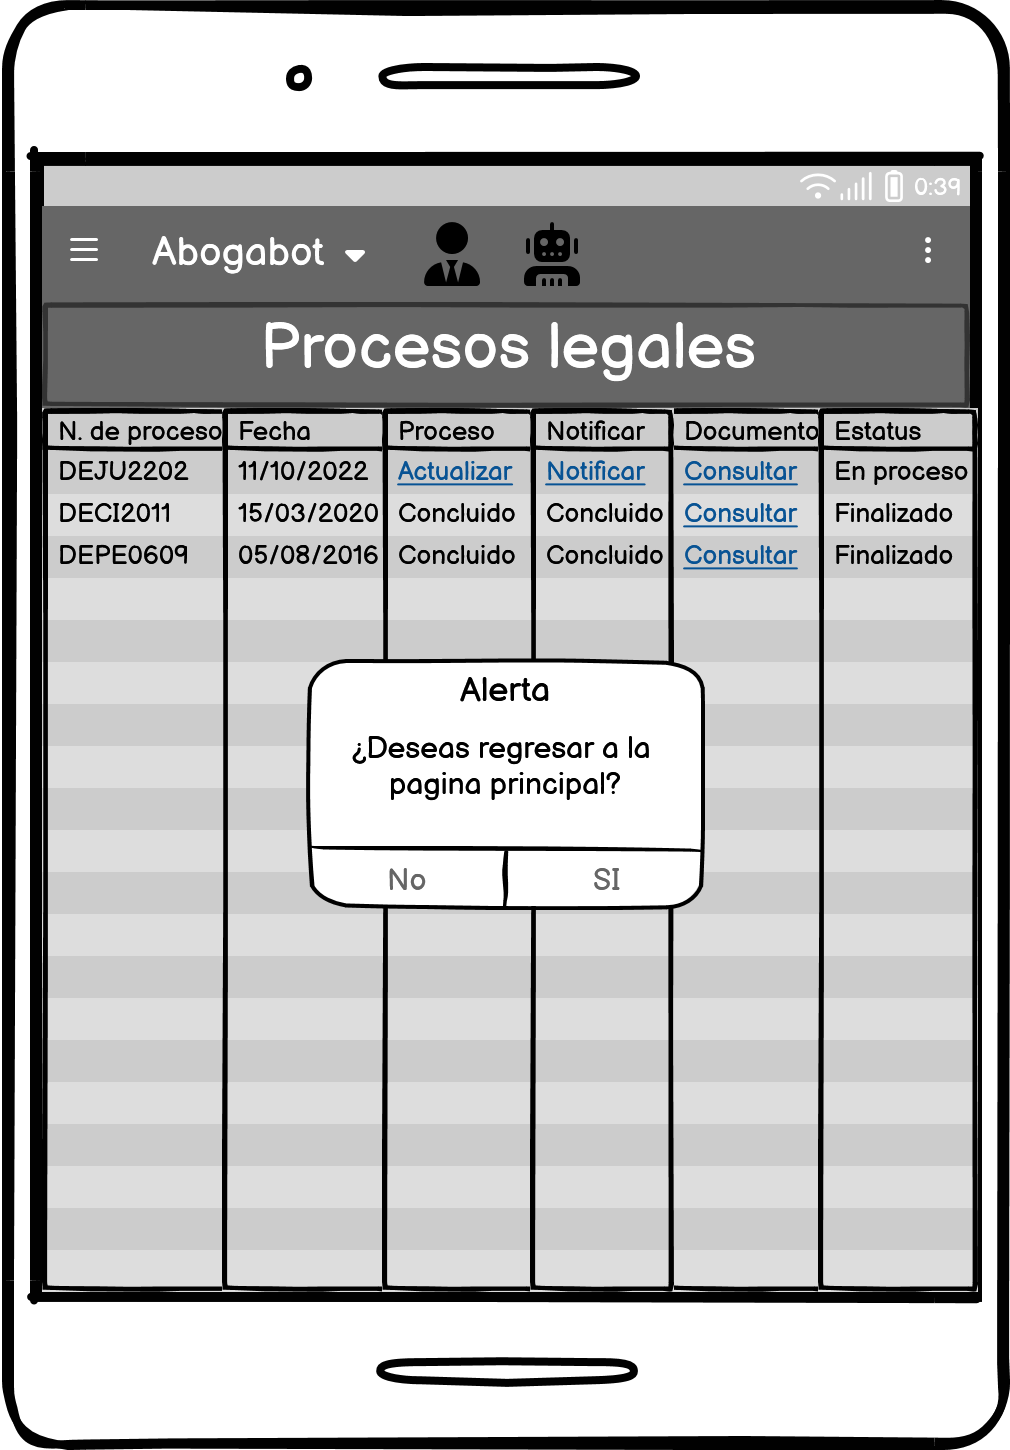 0:39
Abogabot
Procesos legales
N. de proceso Fecha Proceso Notificar Documento Estatus
DEJU2202 11/10/2022 Actualizar Notificar Consultar En proceso
DECI2011 15/03/2020 Concluido Concluido Consultar Finalizado
DEPE0609 05/08/2016 Concluido Concluido Consultar Finalizado
Alerta
¿Deseas regresar a la
pagina principal?
No SI